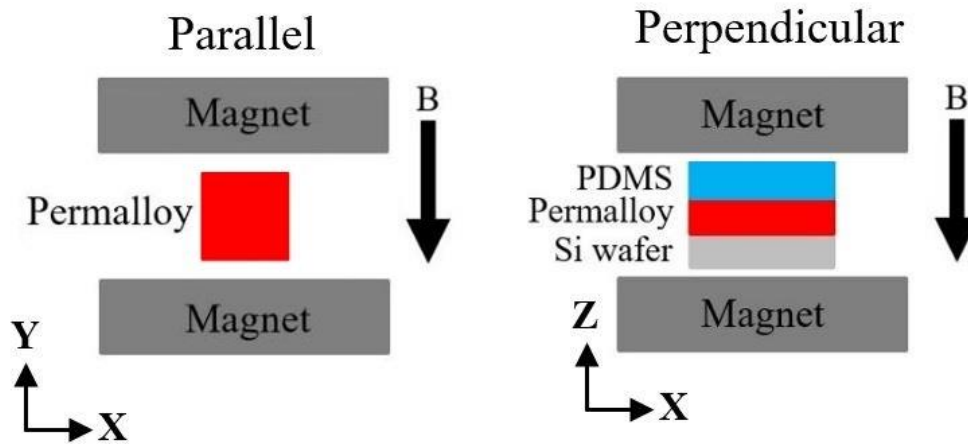 Parallel
Magnet
B
Permalloy
Magnet
Y
X
Perpendicular
Magnet
B
PDMS
Permalloy
Si wafer
Magnet
Z
X